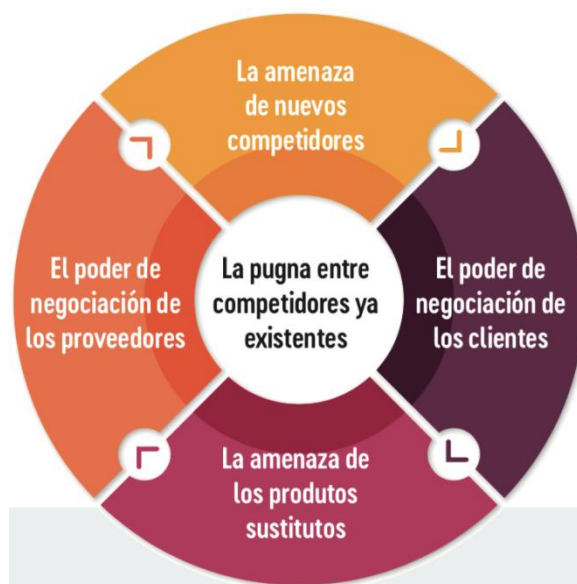 La amenaza
de nuevos
competidores
El poder de
negociación de
los proveedores
La pugna entre
competidores ya
existentes
El poder de
negociación de
los clientes
La amenaza de
los produtos
sustitutos